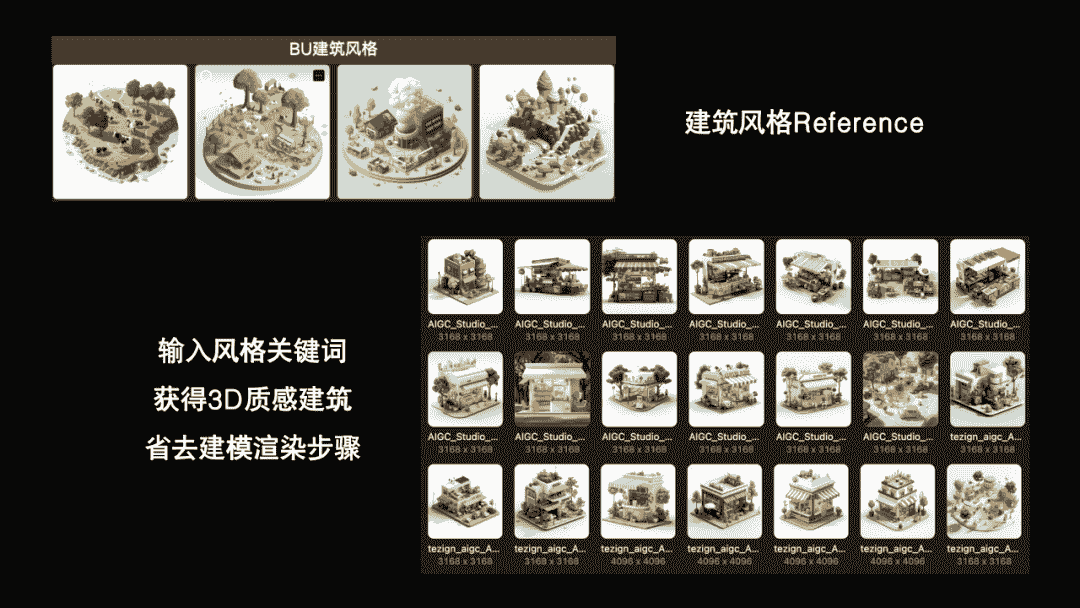 BU建筑风格
建筑风格Reference
输入风格关键词
获得3D质感建筑
省去建模渲染步骤
AIGC_Studio_... AIGC_Studio_... AIGC_Studio_... AIGC_Studio_... AIGC_Studio_... AIGC_Studio_... AIGC_Studio_...
3168 x 3168 3168 x 3168 3168 x 3168 3168 x 3168 3168 x 3168 3168 x 3168 3168 x 3168
AIGC_Studio_... AIGC_Studio_... AIGC_Studio_... AIGC_Studio_... AIGC_Studio_... AIGC_Studio_... tezign_aigc_A...
3168 x 3168 3168 x 3168 3168 x 3168 3168 x 3168 3168 x 3168 3168 x 3168 3168 x 3168
tezign_aigc_A... tezign_aigc_A... tezign_aigc_A... tezign_aigc_A... tezign_aigc_A... tezign_aigc_A... tezign_aigc_A...
3168 x 3168 3168 x 3168 4096 x 4096 4096 x 4096 4096 x 4096 4096 x 4096 3168 x 3168